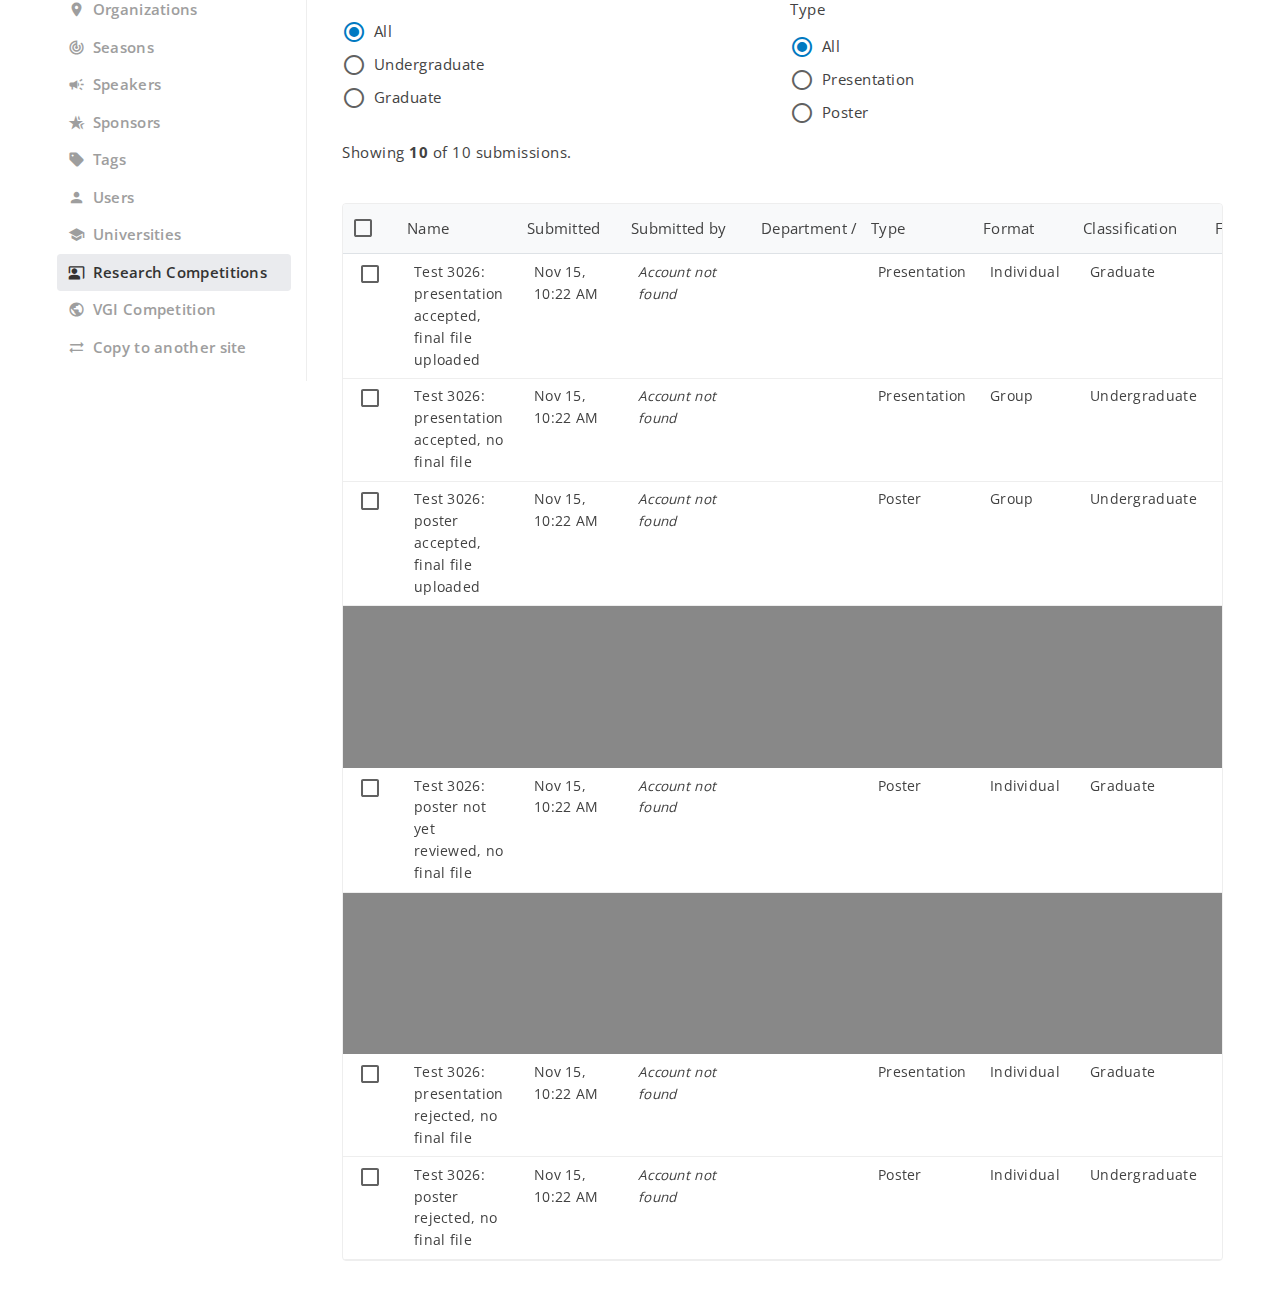 Organizations
Seasons
Speakers
Sponsors
Tags
Users
Universities
Research Competitions
VGI Competition
Copy to another site
All
Undergraduate
Graduate
Type
All
Presentation
Poster
Showing 10 of 10 submissions.
Name Submitted Submitted by Department / Type Format Classification F
Test 3026: Nov 15, Account not Presentation Individual Graduate
presentation 10:22 AM found
accepted,
final file
uploaded
Test 3026: Nov 15, Account not Presentation Group Undergraduate
presentation 10:22 AM found
accepted, no
final file
Test 3026: Nov 15, Account not Poster Group Undergraduate
poster 10:22 AM found
accepted,
final file
uploaded
Test 3026: Nov 15, Account not Poster Individual Graduate
poster not 10:22 AM found
yet
reviewed, no
final file
Test 3026: Nov 15, Account not Presentation Individual Graduate
presentation 10:22 AM found
rejected, no
final file
Test 3026: Nov 15, Account not Poster Individual Undergraduate
poster 10:22 AM found
rejected, no
final file